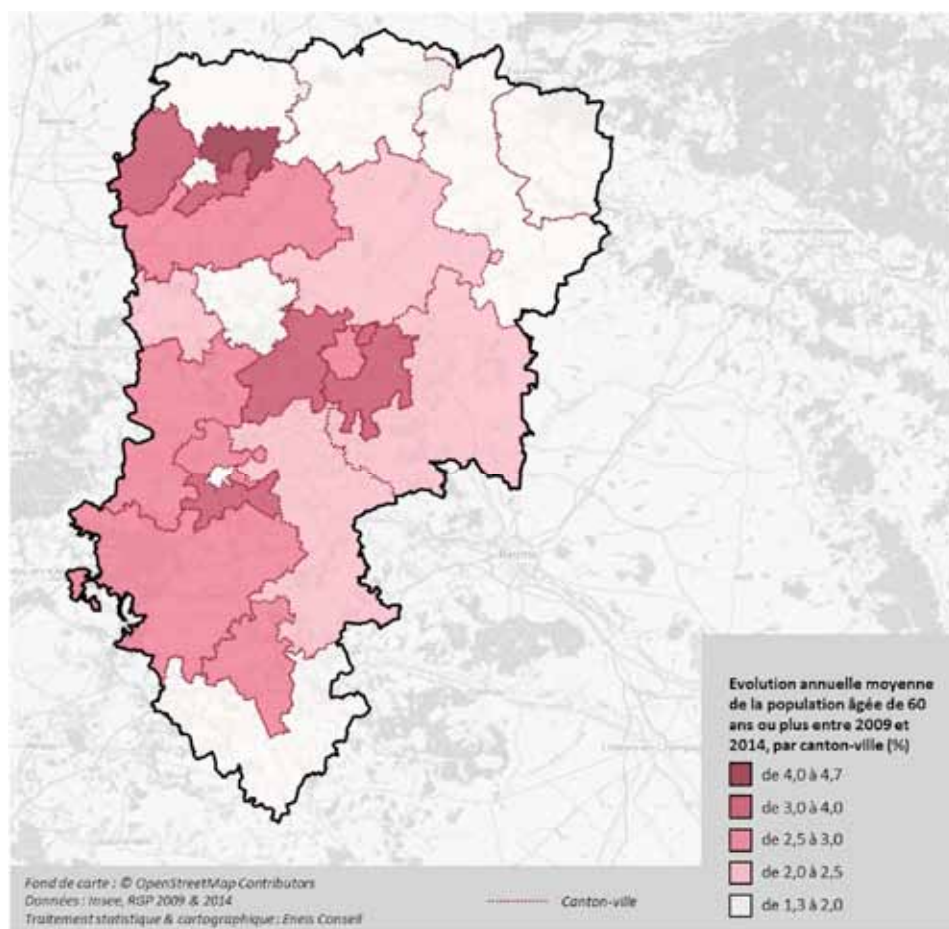 Reims
Evolution annuelle moyenne
de la population âgée de 60
ans ou plus entre 2009 et
2014, par canton-ville (%)
de 4,0 à 4,7
de 3,0 à 4,0
de 2,5 à 3,0
de 2,0 à 2,5
de 1,3 à 2,0
Fond de carte : © OpenStreetMap Contributors
Données : Insee, RGP 2009 & 2014
Traitement statistique & cartographique : Eneis Conseil
Canton-ville